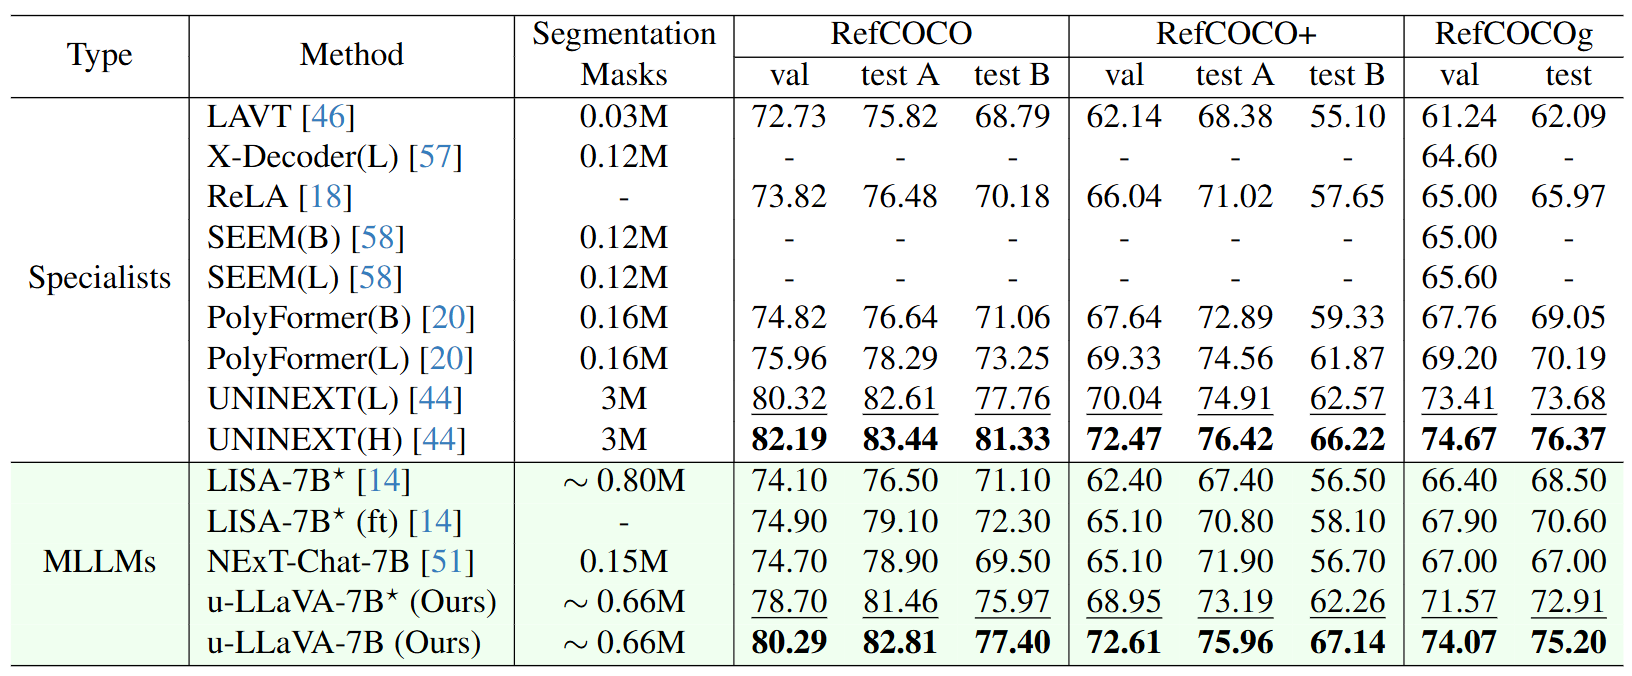 Type Method Segmentation Masks RefCOCO RefCOCO+ RefCOCOg
val test A test B val test A test B val test
Specialists
LAVT [46] 0.03M 72.73 75.82 68.79 62.14 68.38 55.10 61.24 62.09
X-Decoder(L) [57] 0.12M - - - - - - 64.60 -
ReLA [18] - 73.82 76.48 70.18 66.04 71.02 57.65 65.00 65.97
SEEM(B) [58] 0.12M - - - - - - 65.00 -
SEEM(L) [58] 0.12M - - - - - - 65.60 -
PolyFormer(B) [20] 0.16M 74.82 76.64 71.06 67.64 72.89 59.33 67.76 69.05
PolyFormer(L) [20] 0.16M 75.96 78.29 73.25 69.33 74.56 61.87 69.20 70.19
UNINEXT(L) [44] 3M 80.32 82.61 77.76 70.04 74.91 62.57 73.41 73.68
UNINEXT(H) [44] 3M 82.19 83.44 81.33 72.47 76.42 66.22 74.67 76.37
MLLMs
LISA-7B⋆ [14] ∼ 0.80M 74.10 76.50 71.10 62.40 67.40 56.50 66.40 68.50
LISA-7B⋆ (ft) [14] - 74.90 79.10 72.30 65.10 70.80 58.10 67.90 70.60
NExT-Chat-7B [51] 0.15M 74.70 78.90 69.50 65.10 71.90 56.70 67.00 67.00
u-LLaVA-7B⋆ (Ours) ∼ 0.66M 78.70 81.46 75.97 68.95 73.19 62.26 71.57 72.91
u-LLaVA-7B (Ours) ∼ 0.66M 80.29 82.81 77.40 72.61 75.96 67.14 74.07 75.20